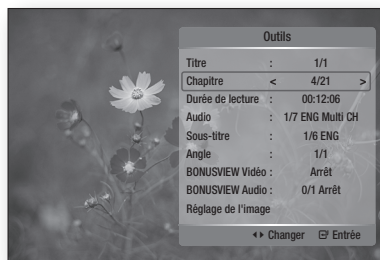 Outils
Titre : 1/1
Chapitre < 4/21 >
Durée de lecture : 00:12:06
Audio : 1/7 ENG Multi CH
Sous-titre : 1/6 ENG
Angle : 1/1
BONUSVIEW Vidéo : Arrêt
BONUSVIEW Audio : 0/1 Arrêt
Réglage de l'image
Changer Entrée